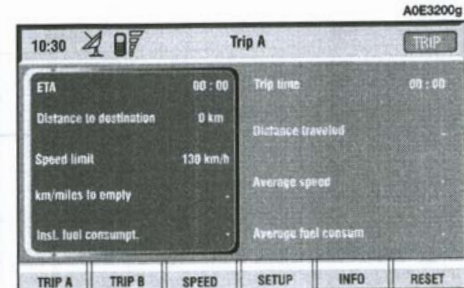 A0E3200g
10:30 Trip A TRIP
ETA 00 : 00
Distance to destination 0 km
Speed limit 130 km/h
km/miles to empty -
Inst. fuel consumpt. -
Trip time 00 : 00
Distance traveled -
Average speed -
Average fuel consum -
TRIP A TRIP B SPEED SETUP INFO RESET